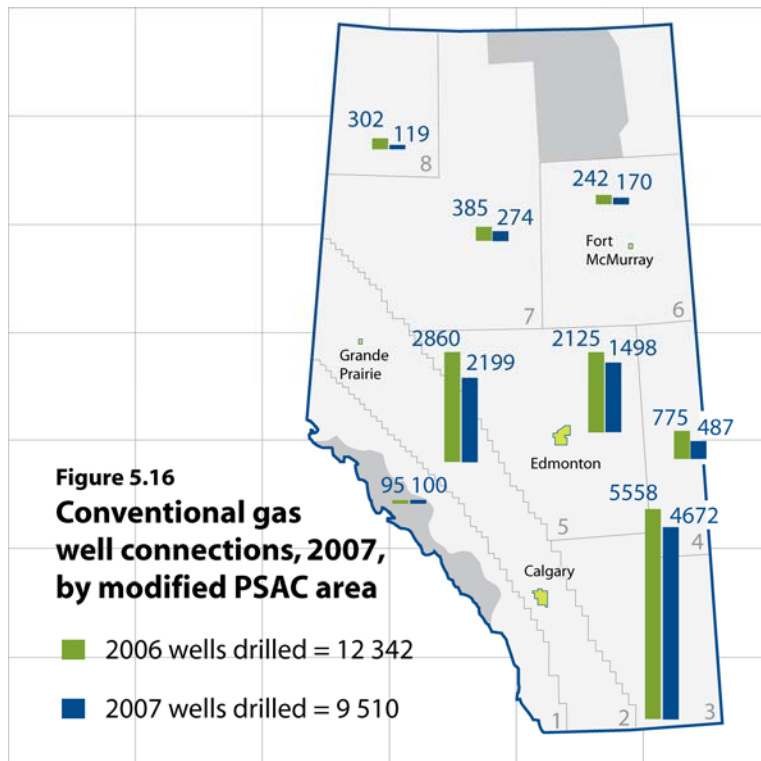 302
119
8
242 170
385
274
Fort
McMurray
7
6
2860
2199
2125
1498
Grande
Prairie
775
487
Edmonton
95 100
5558
4672
5
4
Calgary
1
2
3
Figure 5.16
Conventional gas
well connections, 2007,
by modified PSAC area
2006 wells drilled = 12 342
2007 wells drilled = 9 510